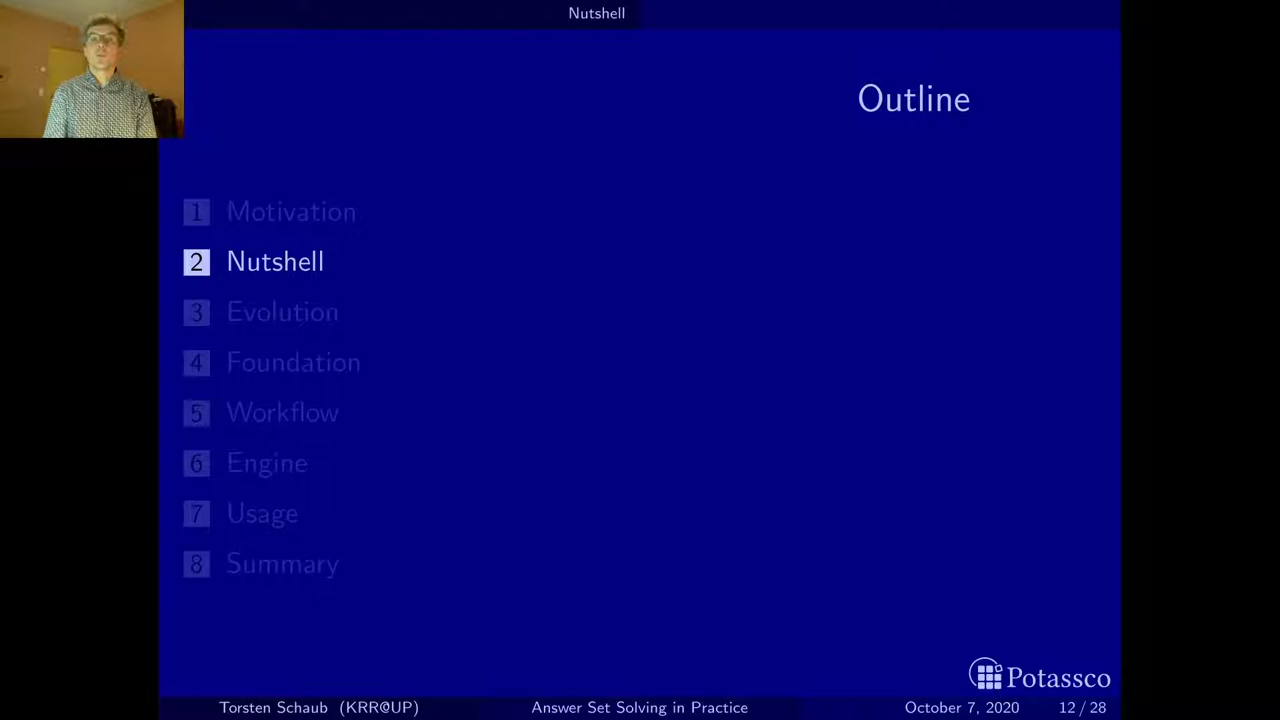 Nutshell
Outline
1 Motivation
2 Nutshell
3 Evolution
4 Foundation
5 Workflow
6 Engine
7 Usage
8 Summary
Potassco
Torsten Schaub (KRR@UP) Answer Set Solving in Practice October 7, 2020 12 / 28